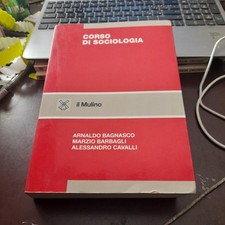 CORSO
DI SOCIOLOGIA
il Mulino
ARNALDO BAGNASCO
MARZIO BARBAGLI
ALESSANDRO CAVALLI